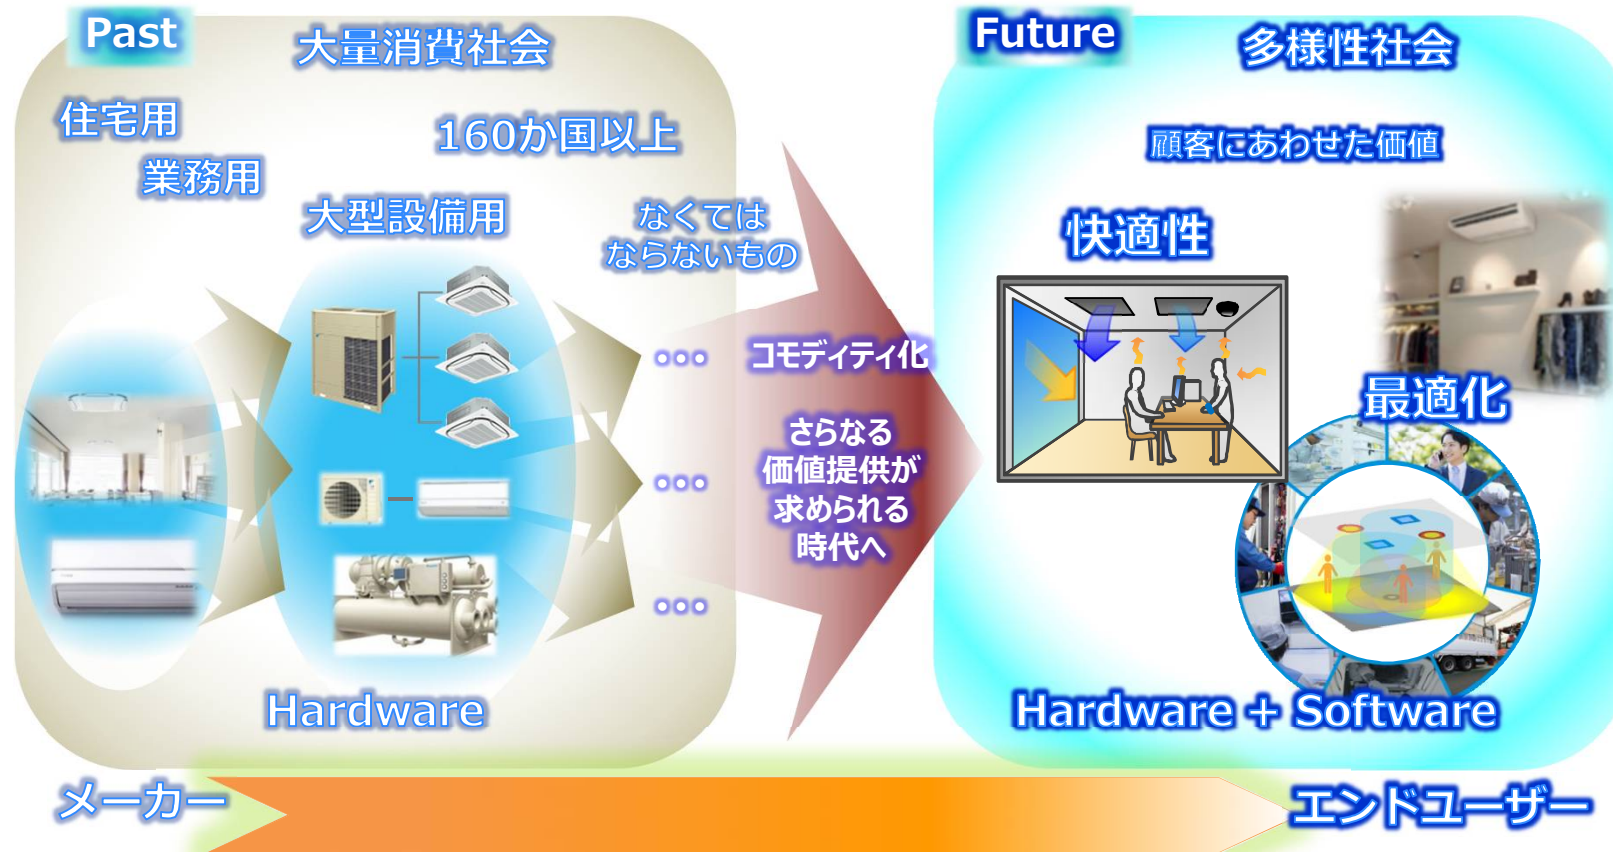 Past
大量消費社会
住宅用
業務用
160か国以上
大型設備用
なくては
ならないもの
Hardware
コモディティ化
さらなる
価値提供が
求められる
時代へ
Future
多様性社会
顧客にあわせた価値
快適性
最適化
Hardware + Software
メーカー
エンドユーザー